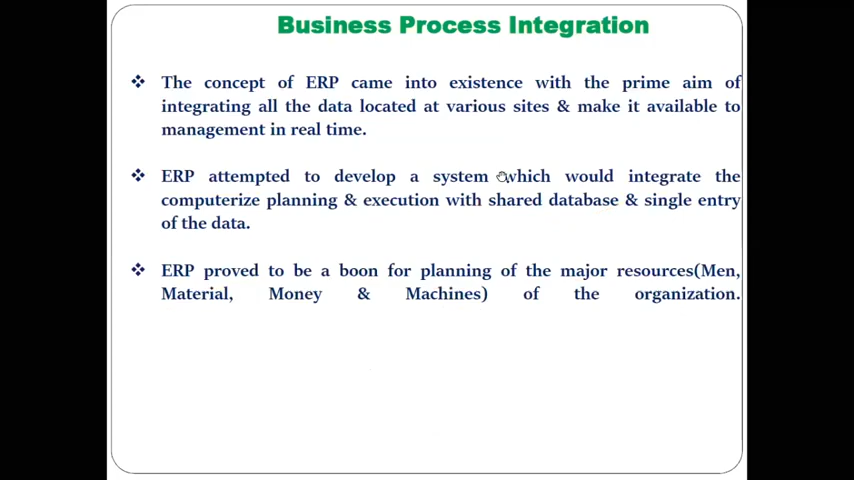 Business Process Integration
❖ The concept of ERP came into existence with the prime aim of
integrating all the data located at various sites & make it available to
management in real time.
❖ ERP attempted to develop a system which would integrate the
computerize planning & execution with shared database & single entry
of the data.
❖ ERP proved to be a boon for planning of the major resources(Men,
Material, Money & Machines) of the organization.